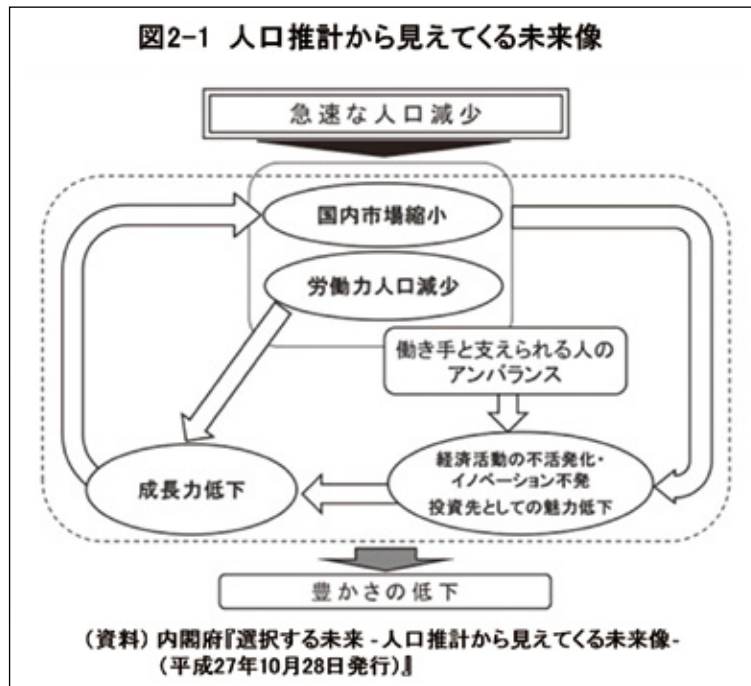 図2-1 人口推計から見えてくる未来像
急速な人口減少
国内市場縮小
労働力人口減少
働き手と支えられる人の
アンバランス
経済活動の不活発化・
イノベーション不発
投資先としての魅力低下
成長力低下
豊かさの低下
（資料）内閣府『選択する未来 -人口推計から見えてくる未来像-
（平成27年10月28日発行）』